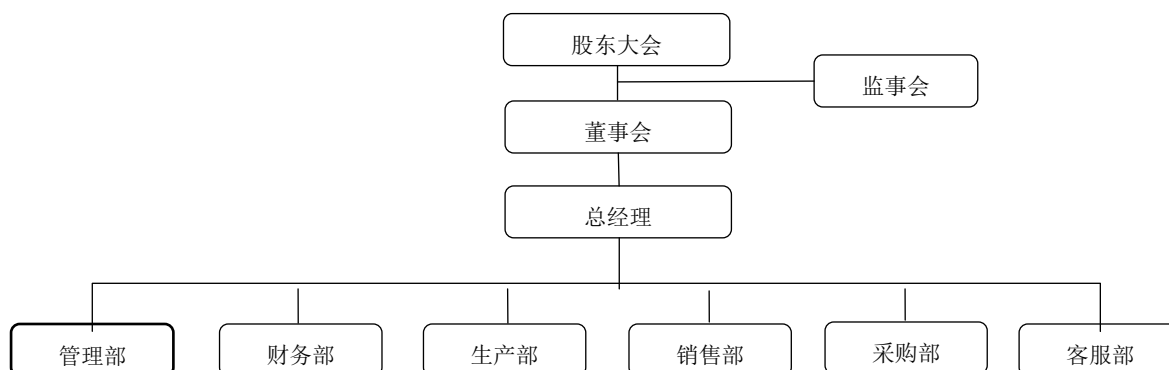 股东大会
监事会
董事会
总经理
管理部
财务部
生产部
销售部
采购部
客服部